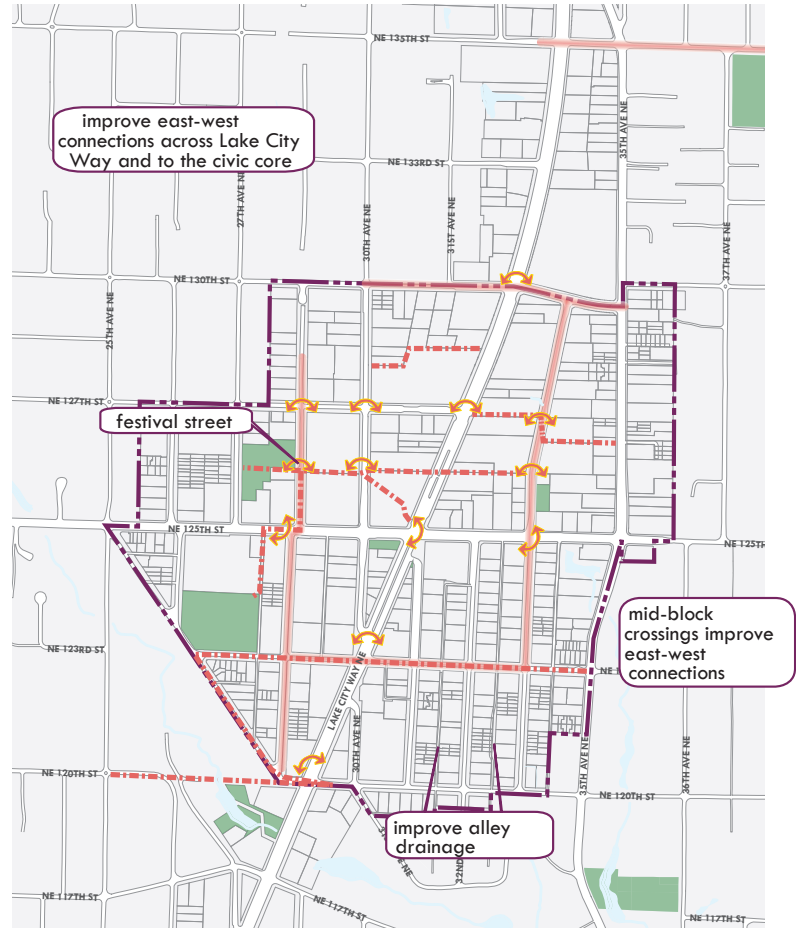 NE 135TH ST
35TH AVE NE
improve east-west
connections across Lake City
Way and to the civic core
NE 133RD ST
27TH AVE NE
30TH AVE NE
31ST AVE NE
37TH AVE NE
NE 130TH ST
25TH AVE NE
NE 127TH ST
festival street
NE 125TH ST
NE 125TH
mid-block
crossings improve
east-west
connections
NE 123RD ST
NE 1
LAKE CITY WAY NE
30TH AVE NE
35TH AVE NE
36TH AVE NE
NE 120TH ST
NE 120TH ST
improve alley
drainage
32ND
NE
NE 117TH ST
NE 117TH ST
NE 117TH ST